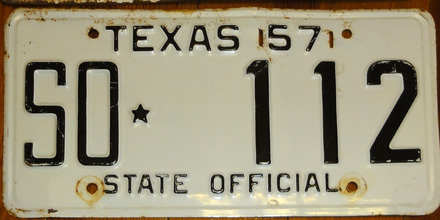 TEXAS 57
SO★ 112
STATE OFFICIAL